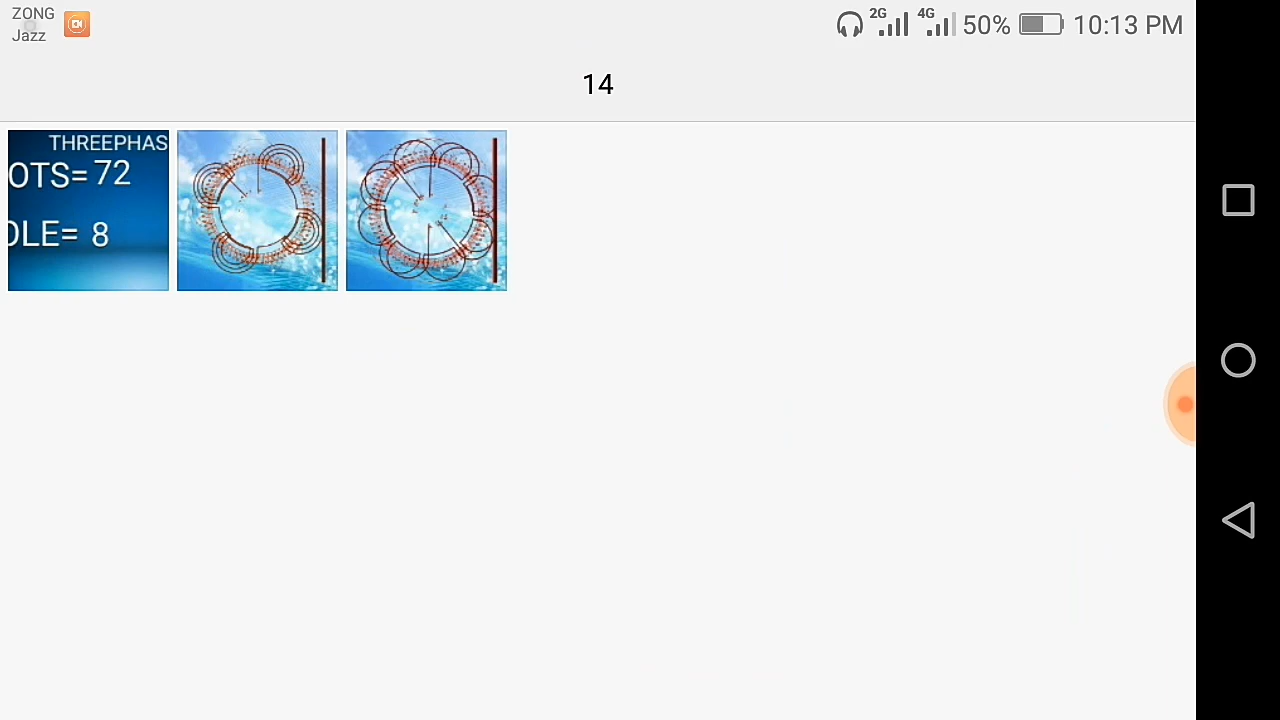 ZONG
Jazz
2G
4G
50%
10:13 PM
14
THREEPHAS
OTS= 72
OLE= 8